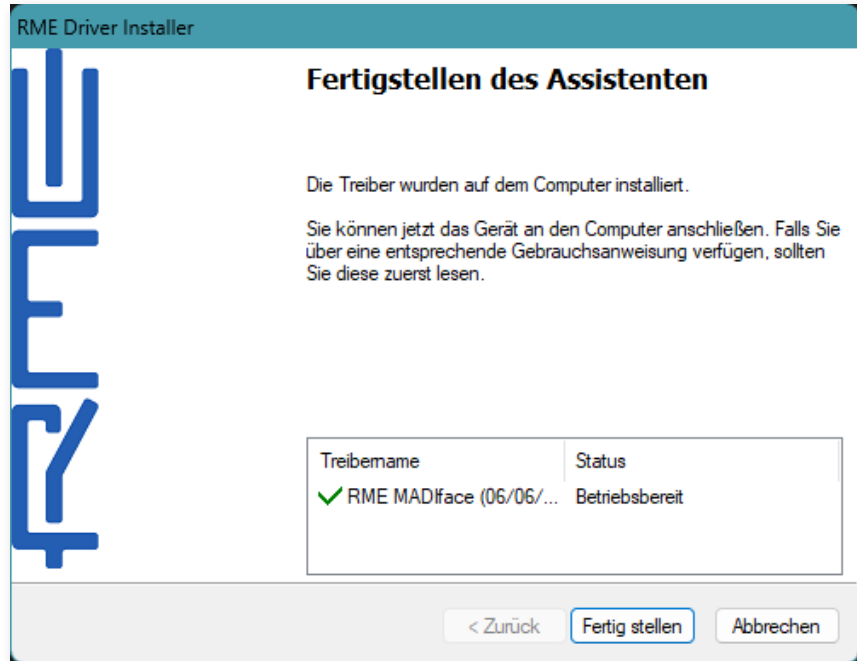 RME Driver Installer
Fertigstellen des Assistenten
Die Treiber wurden auf dem Computer installiert.
Sie können jetzt das Gerät an den Computer anschließen. Falls Sie
über eine entsprechende Gebrauchsanweisung verfügen, sollten
Sie diese zuerst lesen.
Treibername Status
RME MADIface (06/06/... Betriebsbereit
< Zurück Fertig stellen Abbrechen